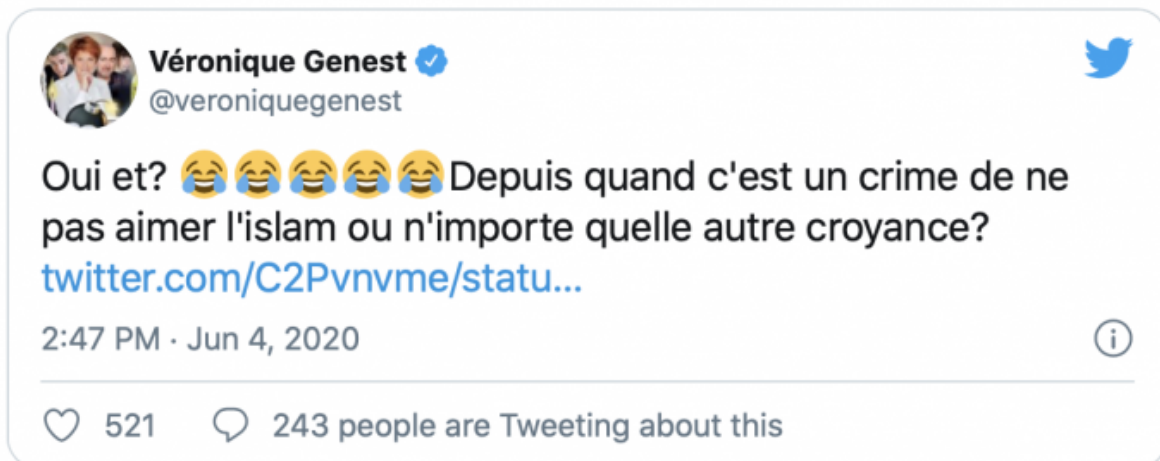 Véronique Genest
@veroniquegenest
Oui et? 😂😂😂😂😂Depuis quand c'est un crime de ne
pas aimer l'islam ou n'importe quelle autre croyance?
twitter.com/C2Pvnvme/statu...
2:47 PM · Jun 4, 2020
521 243 people are Tweeting about this